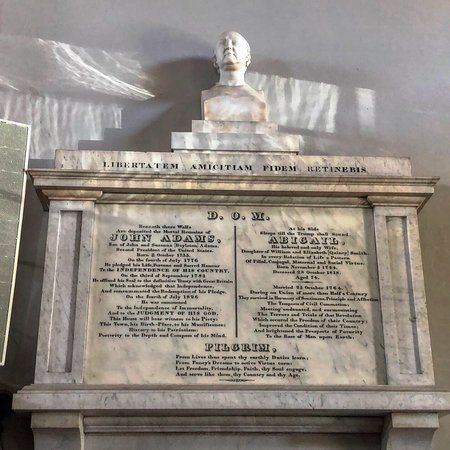 LIBERTATEM AMICITIAM FIDEM RETINEBIS
D. O. M.
Beneath these Walls
Are deposited the Mortal Remains of
JOHN ADAMS,
Son of John and Susanna (Boylston) Adams,
Second President of the United States.
Born 30 October 1735.
On the fourth of July 1776
He pledged his Life, Fortune and Sacred Honour
To the INDEPENDENCE OF HIS COUNTRY.
On the third of September 1783
He affixed his Seal to the definitive Treaty with Great Britain
Which acknowledged that Independence,
And consummated the Redemption of his Pledge.
On the fourth of July 1826
He was summoned
To the Independence of Immortality,
And to the JUDGMENT OF HIS GOD.
This House will bear witness to his Piety:
This Town, his Birth-Place, to his Munificence:
History to his Patriotism:
Posterity to the Depth and Compass of his Mind.
At his Side
Sleeps till the Trump shall Sound
ABIGAIL,
His beloved and only Wife,
Daughter of William and Elizabeth (Quincy) Smith.
In every Relation of Life a Pattern
Of Filial, Conjugal, Maternal and Social Virtue.
Born November 1744,
Deceased 28 October 1818,
Aged 74.
Married 25 October 1764.
During an Union of more than Half a Century
They survived in Harmony of Sentiment, Principle and Affection
The Tempests of Civil Commotion;
Meeting undaunted, and surmounting
The Terrors and Trials of that Revolution
Which secured the Freedom of their Country;
Improved the Condition of their Times;
And brightened the Prospects of Futurity
To the Race of Man upon Earth.
PILGRIM,
From Lives thus spent thy earthly Duties learn;
From Fancy's Dreams to active Virtue turn:
Let Freedom, Friendship, Faith, thy Soul engage,
And serve like them, thy Country and thy Age.